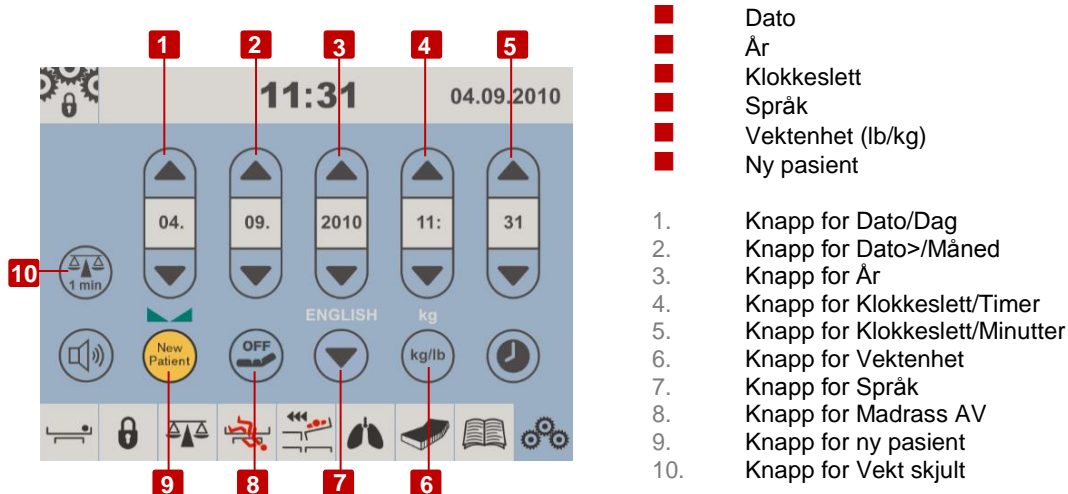 1 2 3 4 5
11:31 04.09.2010
04. 09. 2010 11: 31
10
1 min
ENGLISH kg
New
Patient
OFF
kg/lb
9 8 7 6
Dato
År
Klokkeslett
Språk
Vektenhet (lb/kg)
Ny pasient
1. Knapp for Dato/Dag
2. Knapp for Dato>/Måned
3. Knapp for År
4. Knapp for Klokkeslett/Timer
5. Knapp for Klokkeslett/Minutter
6. Knapp for Vektenhet
7. Knapp for Språk
8. Knapp for Madrass AV
9. Knapp for ny pasient
10. Knapp for Vekt skjult